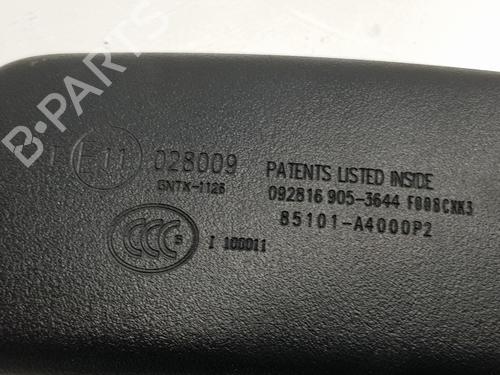 B-PARTS
I E11 028009
GNTX-1126
CCC S I 100011
PATENTS LISTED INSIDE
092816 905-3644 F008CXK3
85101-A4000P2